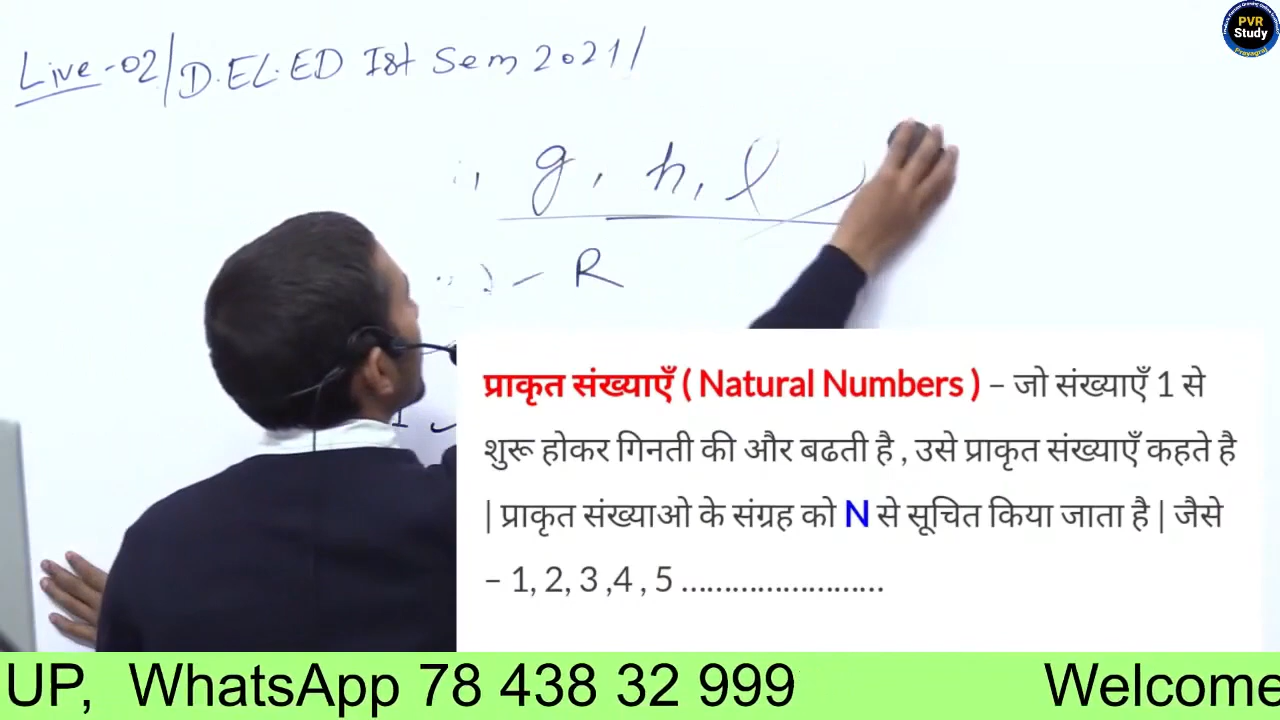 Live-02/D.EL.ED Ist Sem 2021/
PVR
Study
Prayagraj
g, h, l
- R
प्राकृत संख्याएँ ( Natural Numbers ) – जो संख्याएँ 1 से
शुरू होकर गिनती की और बढती है , उसे प्राकृत संख्याएँ कहते है
| प्राकृत संख्याओ के संग्रह को N से सूचित किया जाता है | जैसे
– 1, 2, 3 ,4 , 5 ........................
UP, WhatsApp 78 438 32 999 Welcome